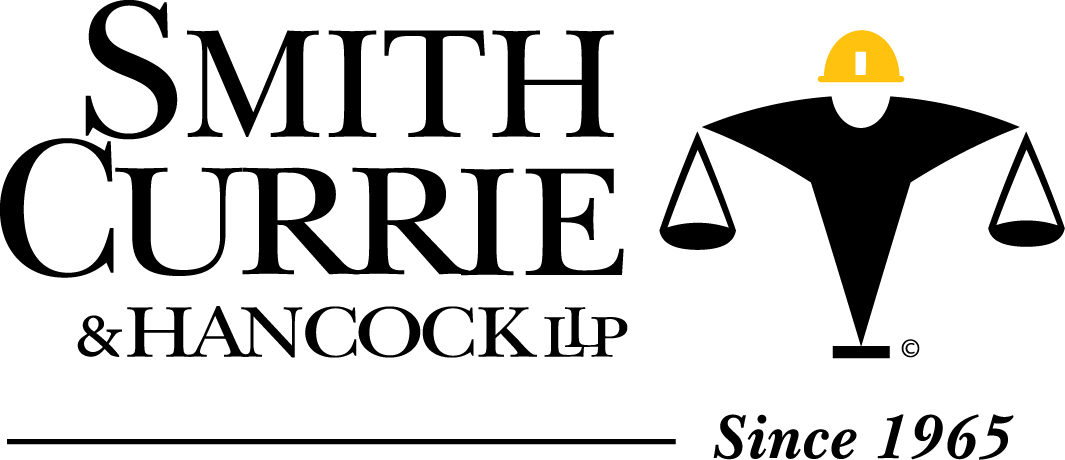 SMITH
CURRIE
& HANCOCK LLP
©
Since 1965